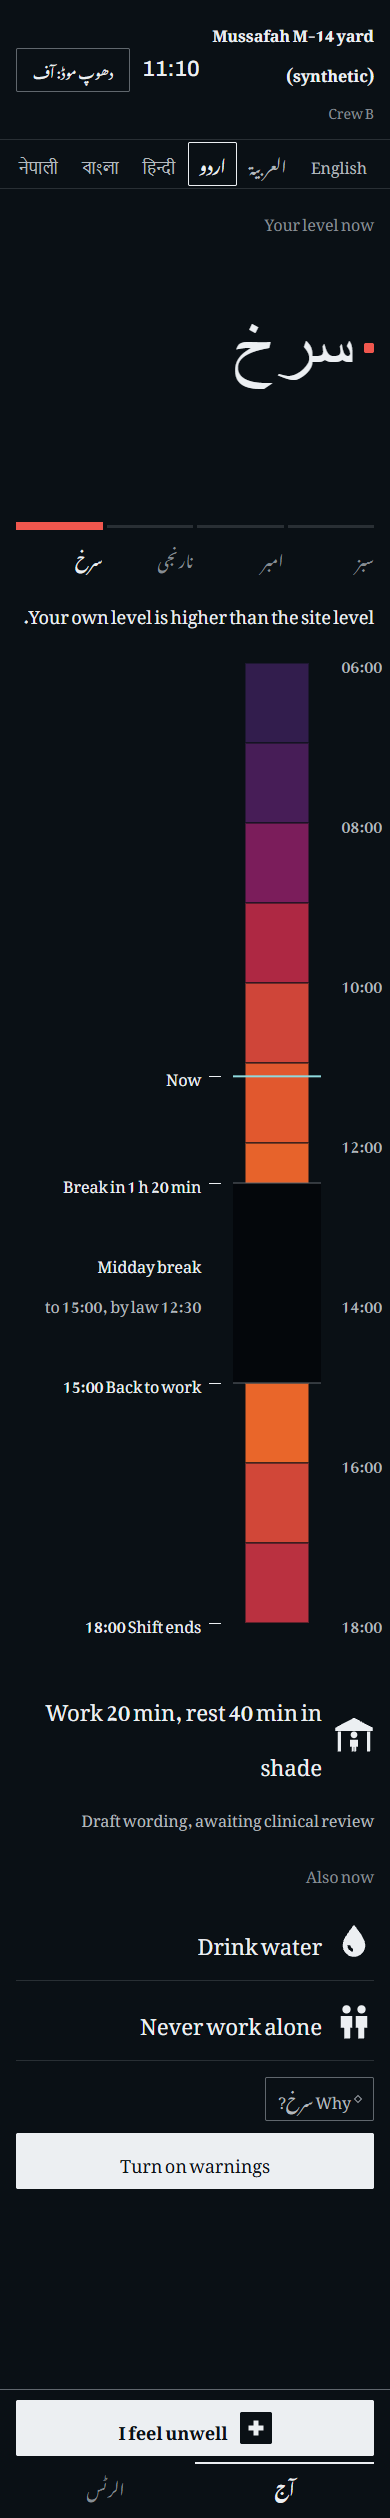 Mussafah M-14 yard
(synthetic)
Crew B
11:10
دھوپ موڈ: آف
English
العربية
اردو
हिन्दी
বাংলা
नेपाली
Your level now
سرخ
سبز
امبر
نارنجی
سرخ
Your own level is higher than the site level.
06:00
08:00
10:00
Now
12:00
Break in 1 h 20 min
Midday break
to 15:00, by law 12:30
14:00
15:00 Back to work
16:00
18:00 Shift ends
18:00
Work 20 min, rest 40 min in
shade
Draft wording, awaiting clinical review
Also now
Drink water
Never work alone
Why سرخ?
Turn on warnings
I feel unwell
آج
الرٹس